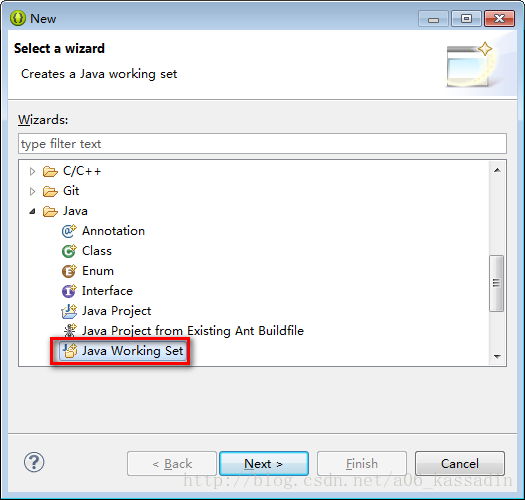 New
Select a wizard
Creates a Java working set
Wizards:
type filter text
C/C++
Git
Java
Annotation
Class
Enum
Interface
Java Project
Java Project from Existing Ant Buildfile
Java Working Set
< Back
Next >
Finish
Cancel
http://blog.csdn.net/a06_kassadin